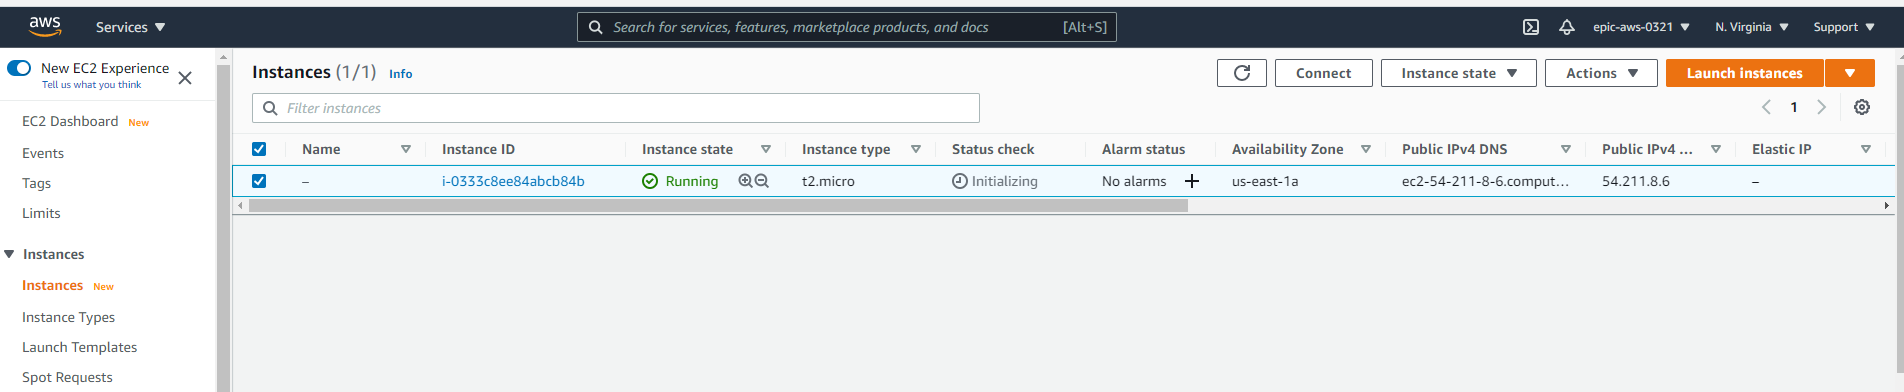 aws
Services
Search for services, features, marketplace products, and docs [Alt+S]
epic-aws-0321
N. Virginia
Support
New EC2 Experience
Tell us what you think
EC2 Dashboard New
Events
Tags
Limits
Instances
Instances New
Instance Types
Launch Templates
Spot Requests
Instances (1/1) Info
Connect
Instance state
Actions
Launch instances
Filter instances
1
Name Instance ID Instance state Instance type Status check Alarm status Availability Zone Public IPv4 DNS Public IPv4 ... Elastic IP
– i-0333c8ee84abcb84b Running t2.micro Initializing No alarms + us-east-1a ec2-54-211-8-6.comput... 54.211.8.6 –